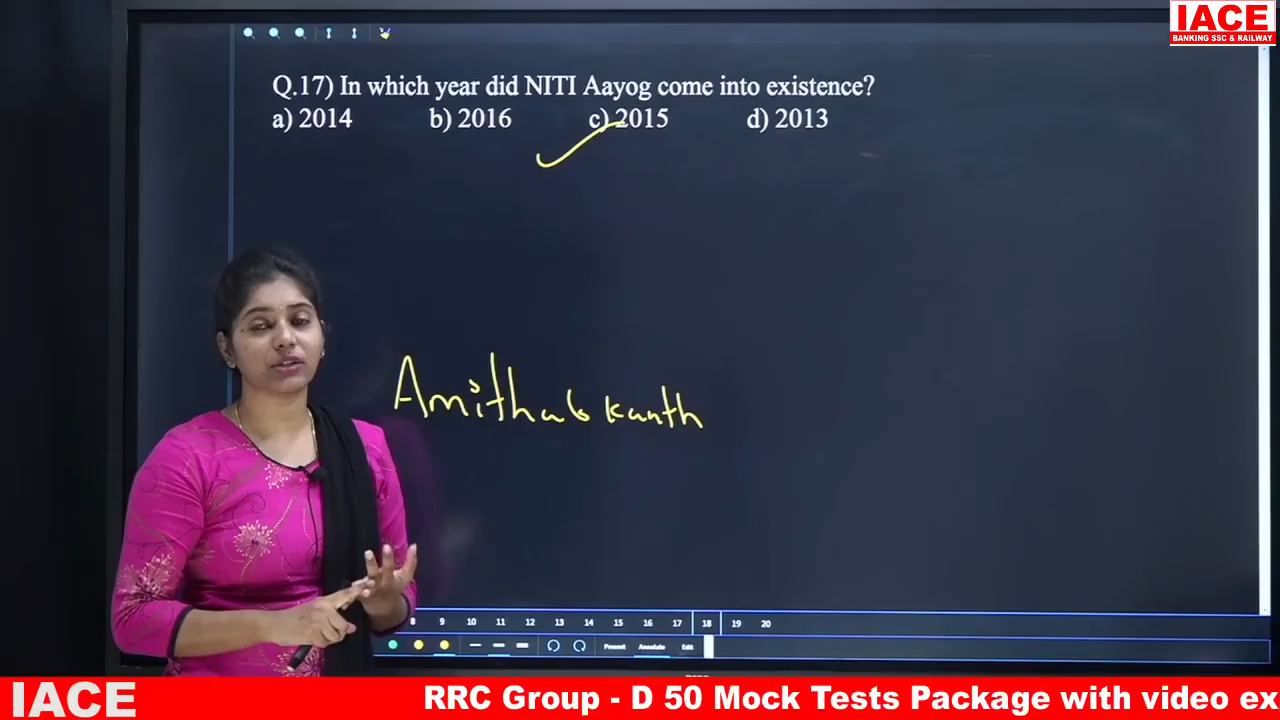 IACE
BANKING SSC & RAILWAY
Q.17) In which year did NITI Aayog come into existence?
a) 2014 b) 2016 c) 2015 d) 2013
Amithab kanth
8 9 10 11 12 13 14 15 16 17 18 19 20
Present Annotate Edit
IACE RRC Group - D 50 Mock Tests Package with video ex